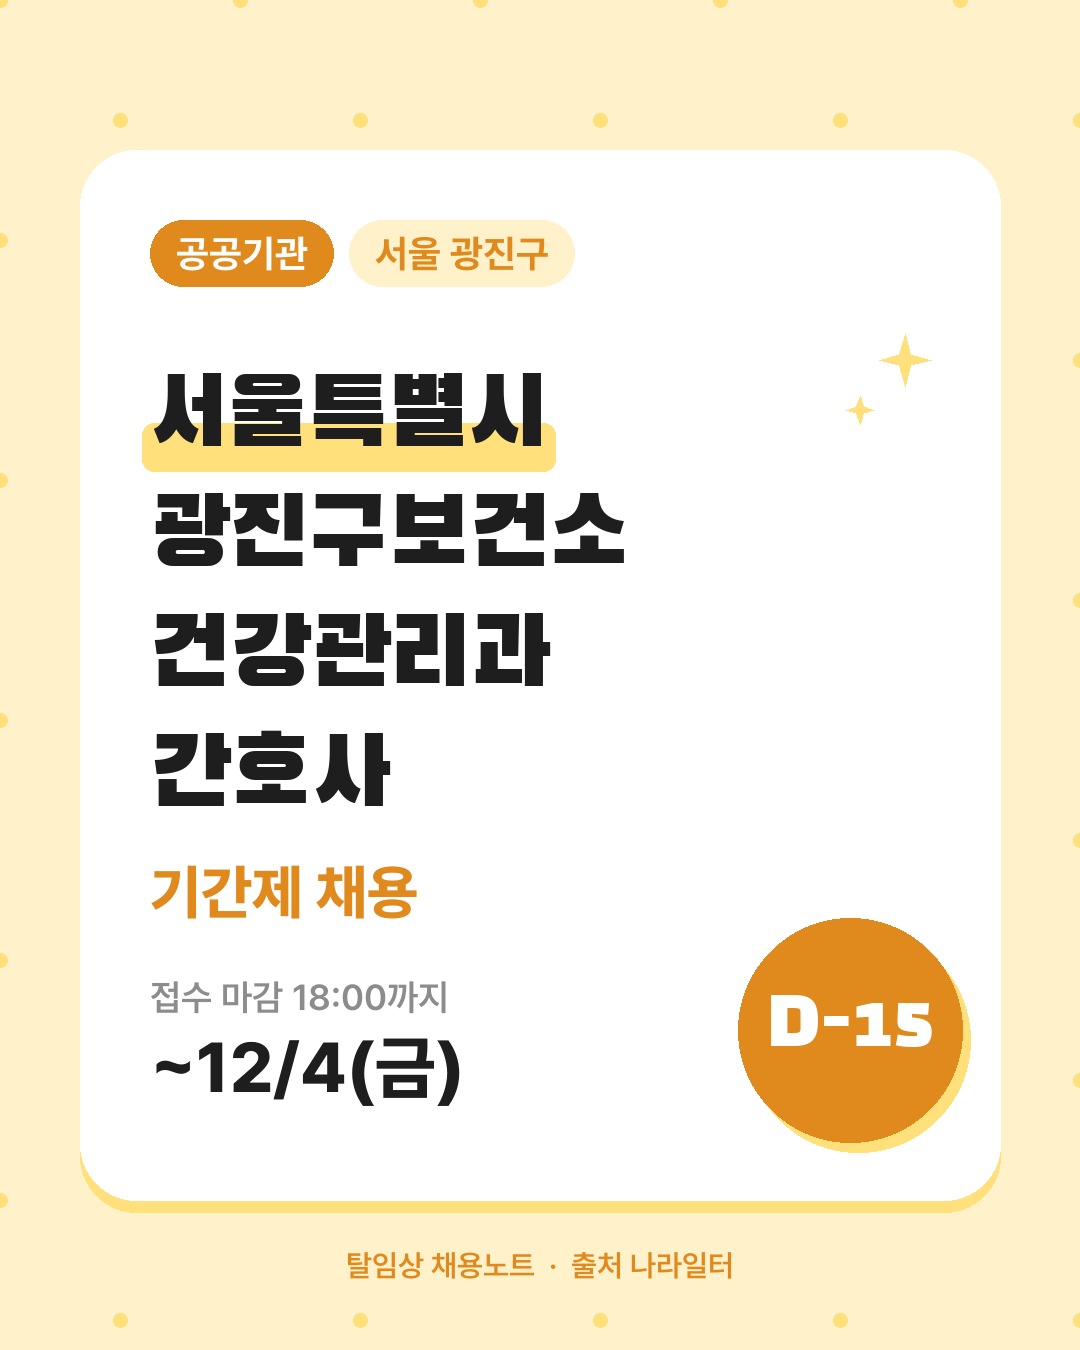 공공기관 서울 광진구
서울특별시
광진구보건소
건강관리과
간호사
기간제 채용
접수 마감 18:00까지
~12/4(금)
D-15
탈임상 채용노트 · 출처 나라일터